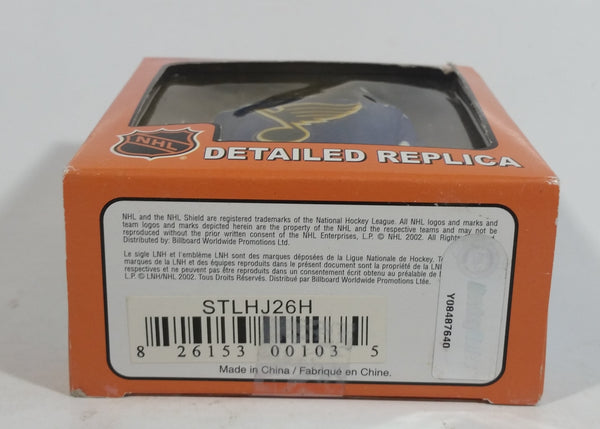 NHL
DETAILED REPLICA
NHL and the NHL Shield are registered trademarks of the National Hockey League. All NHL logos and marks and
team logos and marks depicted herein are the property of the NHL and the respective teams and may not be
reproduced without the prior written consent of the NHL Enterprises, L.P. © NHL 2002. All Rights
Distributed by: Billboard Worldwide Promotions Ltd.
Le sigle LNH et l'emblème LNH sont des marques déposées de la Ligue Nationale de Hockey.
marques de la LNH et des équipes représentés dans le présent document sont la propriété de la LNH
respectives et ne peuvent pas être reproduits dans un consentement écrit obtenu au préalable de
L.P. © LNH/NHL 2002. Tous Droits Réservés. Distribué par Billboard Worldwide Promotions Ltée.
STLHJ26H
8 26153 00103 5
Made in China / Fabriqué en Chine.
Y08487640